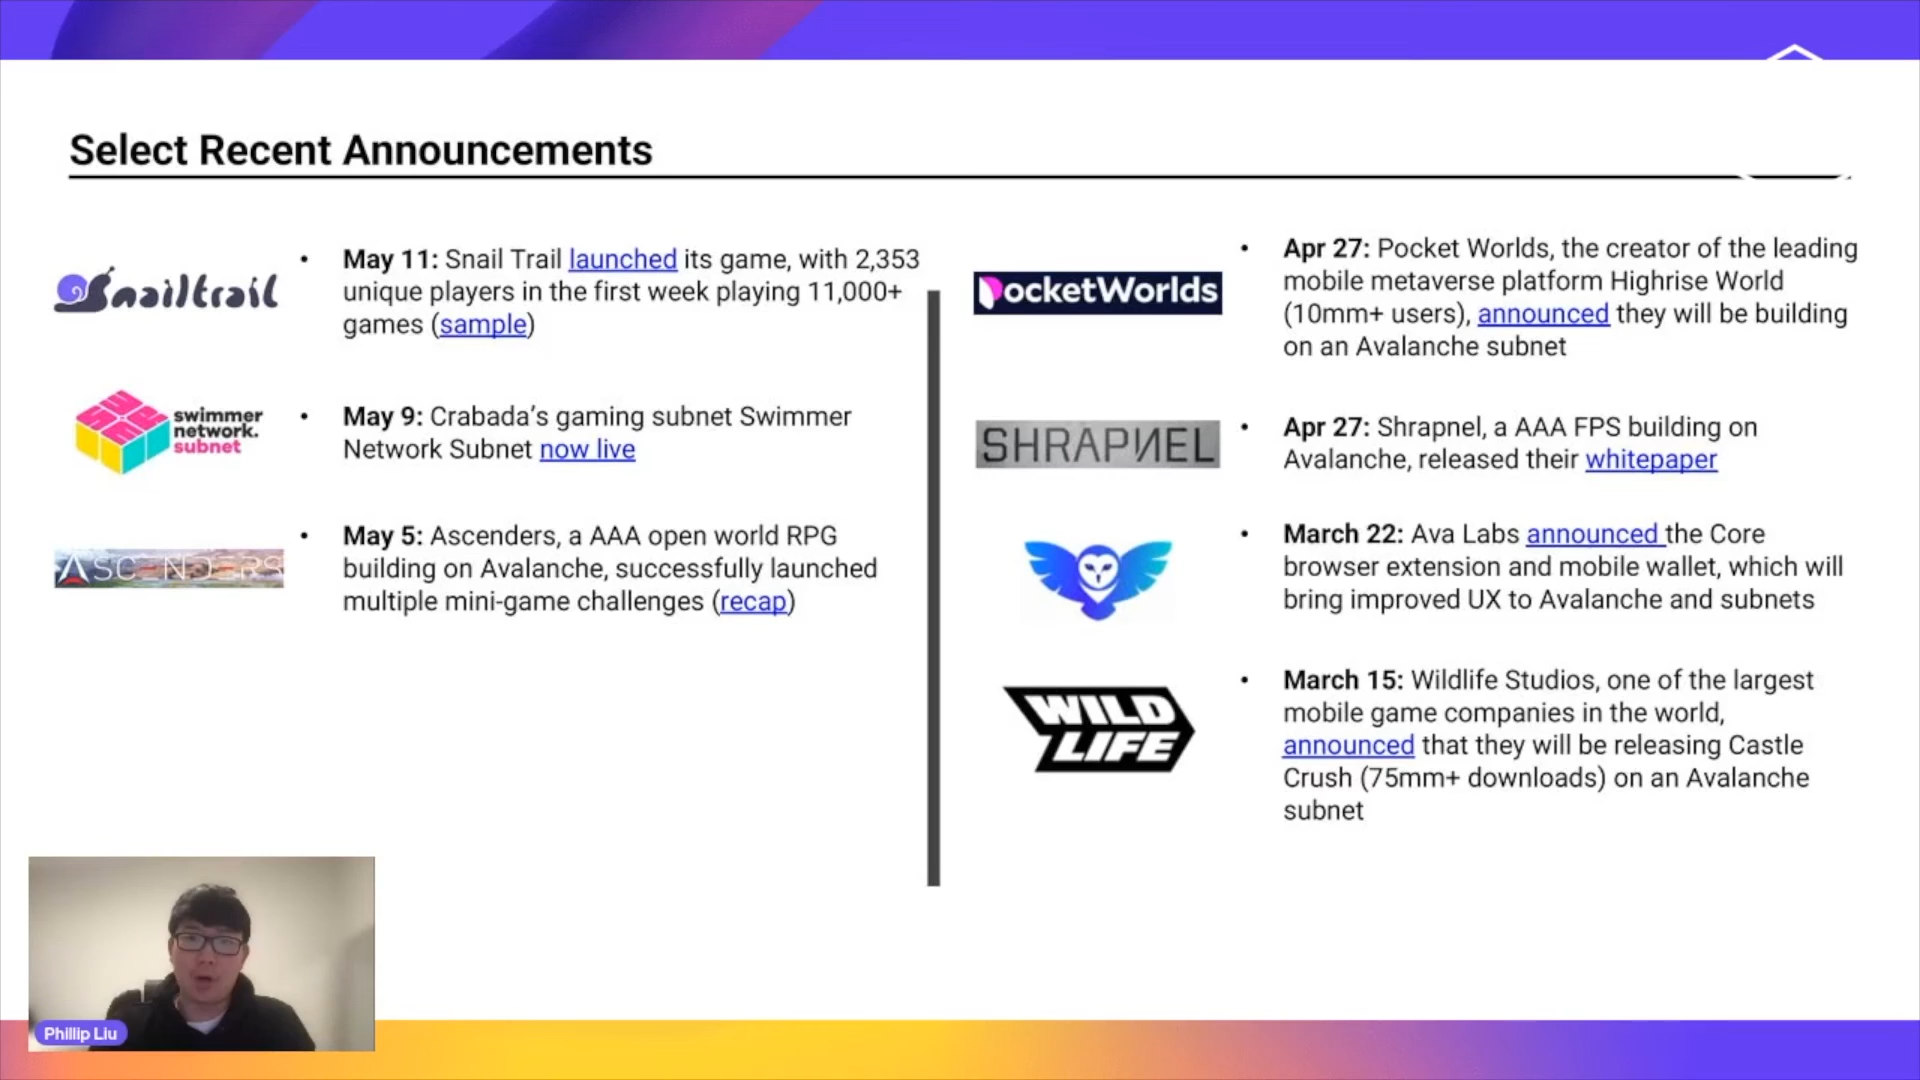 Select Recent Announcements
Snailtrail
• May 11: Snail Trail launched its game, with 2,353
unique players in the first week playing 11,000+
games (sample)
swimmer
network.
subnet
• May 9: Crabada’s gaming subnet Swimmer
Network Subnet now live
ASCENDERS
• May 5: Ascenders, a AAA open world RPG
building on Avalanche, successfully launched
multiple mini-game challenges (recap)
PocketWorlds
• Apr 27: Pocket Worlds, the creator of the leading
mobile metaverse platform Highrise World
(10mm+ users), announced they will be building
on an Avalanche subnet
SHRAPNEL
• Apr 27: Shrapnel, a AAA FPS building on
Avalanche, released their whitepaper
• March 22: Ava Labs announced the Core
browser extension and mobile wallet, which will
bring improved UX to Avalanche and subnets
WILD
LIFE
• March 15: Wildlife Studios, one of the largest
mobile game companies in the world,
announced that they will be releasing Castle
Crush (75mm+ downloads) on an Avalanche
subnet
Phillip Liu